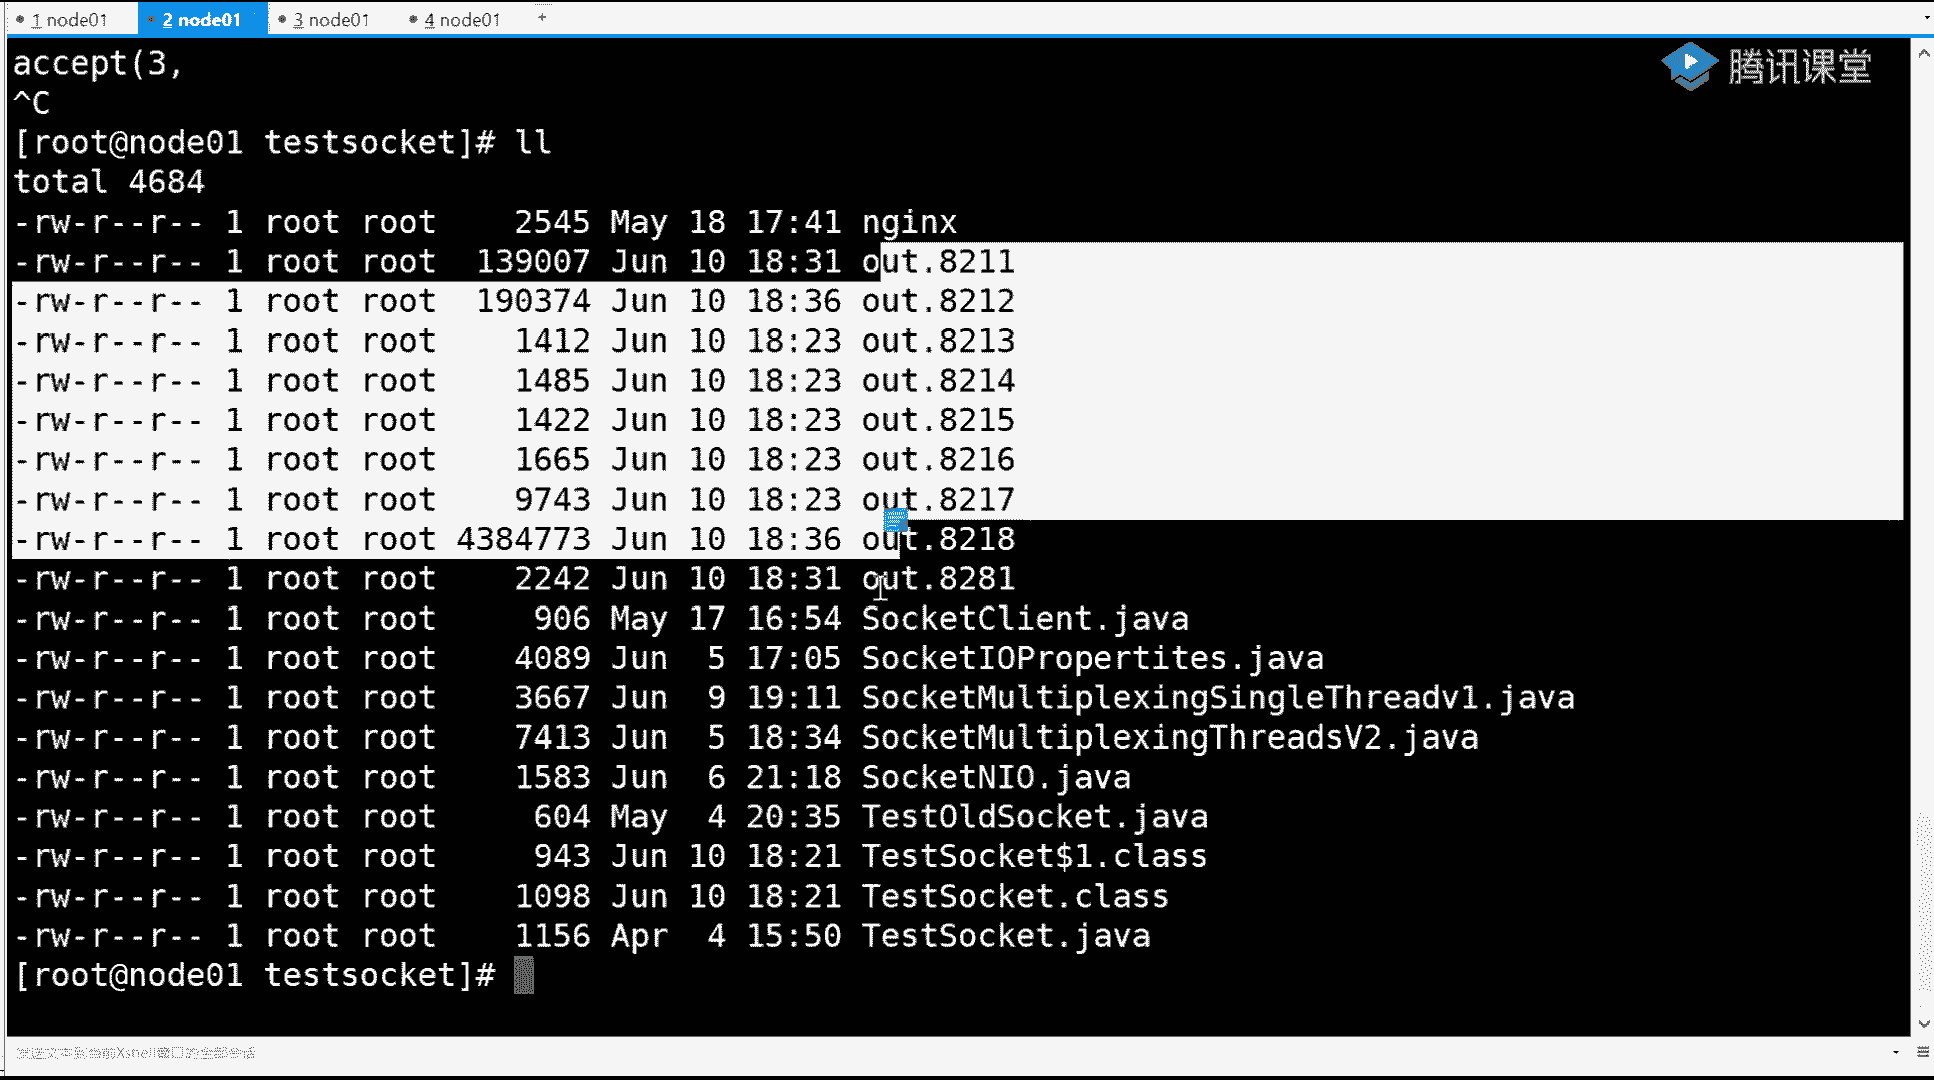 1 node01 2 node01 3 node01 4 node01 +
accept(3,
腾讯课堂
^C
[root@node01 testsocket]# ll
total 4684
-rw-r--r-- 1 root root    2545 May 18 17:41 nginx
-rw-r--r-- 1 root root  139007 Jun 10 18:31 out.8211
-rw-r--r-- 1 root root  190374 Jun 10 18:36 out.8212
-rw-r--r-- 1 root root    1412 Jun 10 18:23 out.8213
-rw-r--r-- 1 root root    1485 Jun 10 18:23 out.8214
-rw-r--r-- 1 root root    1422 Jun 10 18:23 out.8215
-rw-r--r-- 1 root root    1665 Jun 10 18:23 out.8216
-rw-r--r-- 1 root root    9743 Jun 10 18:23 out.8217
-rw-r--r-- 1 root root 4384773 Jun 10 18:36 out.8218
-rw-r--r-- 1 root root    2242 Jun 10 18:31 out.8281
-rw-r--r-- 1 root root     906 May 17 16:54 SocketClient.java
-rw-r--r-- 1 root root    4089 Jun  5 17:05 SocketIOPropertites.java
-rw-r--r-- 1 root root    3667 Jun  9 19:11 SocketMultiplexingSingleThreadv1.java
-rw-r--r-- 1 root root    7413 Jun  5 18:34 SocketMultiplexingThreadsV2.java
-rw-r--r-- 1 root root    1583 Jun  6 21:18 SocketNIO.java
-rw-r--r-- 1 root root     604 May  4 20:35 TestOldSocket.java
-rw-r--r-- 1 root root     943 Jun 10 18:21 TestSocket$1.class
-rw-r--r-- 1 root root    1098 Jun 10 18:21 TestSocket.class
-rw-r--r-- 1 root root    1156 Apr  4 15:50 TestSocket.java
[root@node01 testsocket]#